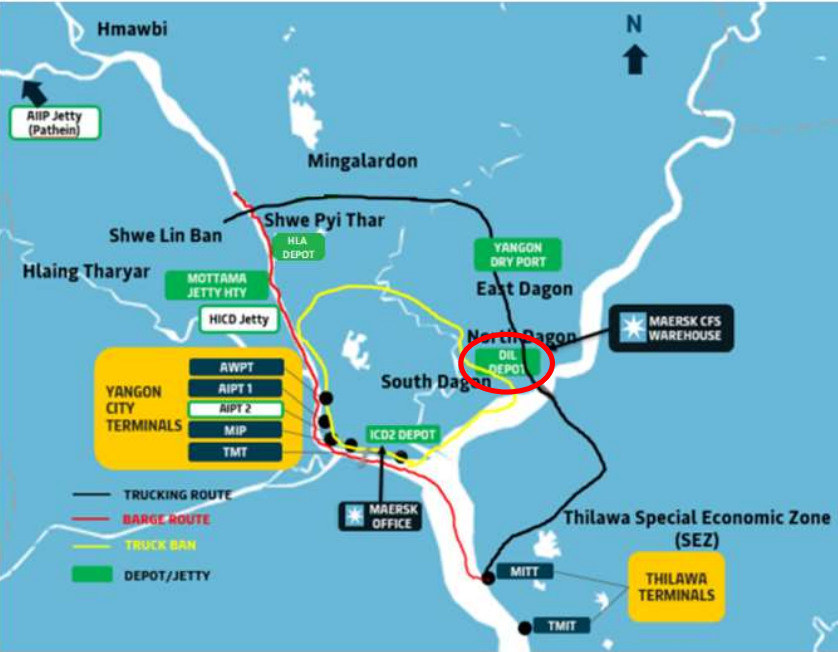 Hmawbi
N
AIIP Jetty
(Pathein)
Mingalardon
Shwe Pyi Thar
Shwe Lin Ban
HLA
DEPOT
YANGON
DRY PORT
Hlaing Tharyar
MOTTAMA
JETTY HTY
East Dagon
HICD Jetty
MAERSK CFS
WAREHOUSE
North Dagon
DIL
DEPOT
South Dagon
YANGON
CITY
TERMINALS
AWPT
AIPT 1
AIPT 2
MIP
TMT
ICD2 DEPOT
TRUCKING ROUTE
BARGE ROUTE
TRUCK BAN
DEPOT/JETTY
MAERSK
OFFICE
Thilawa Special Economic Zone
(SEZ)
MITT
TMIT
THILAWA
TERMINALS